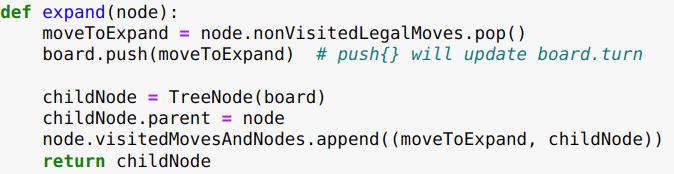 def expand(node):
    moveToExpand = node.nonVisitedLegalMoves.pop()
    board.push(moveToExpand)  # push{} will update board.turn

    childNode = TreeNode(board)
    childNode.parent = node
    node.visitedMovesAndNodes.append((moveToExpand, childNode))
    return childNode